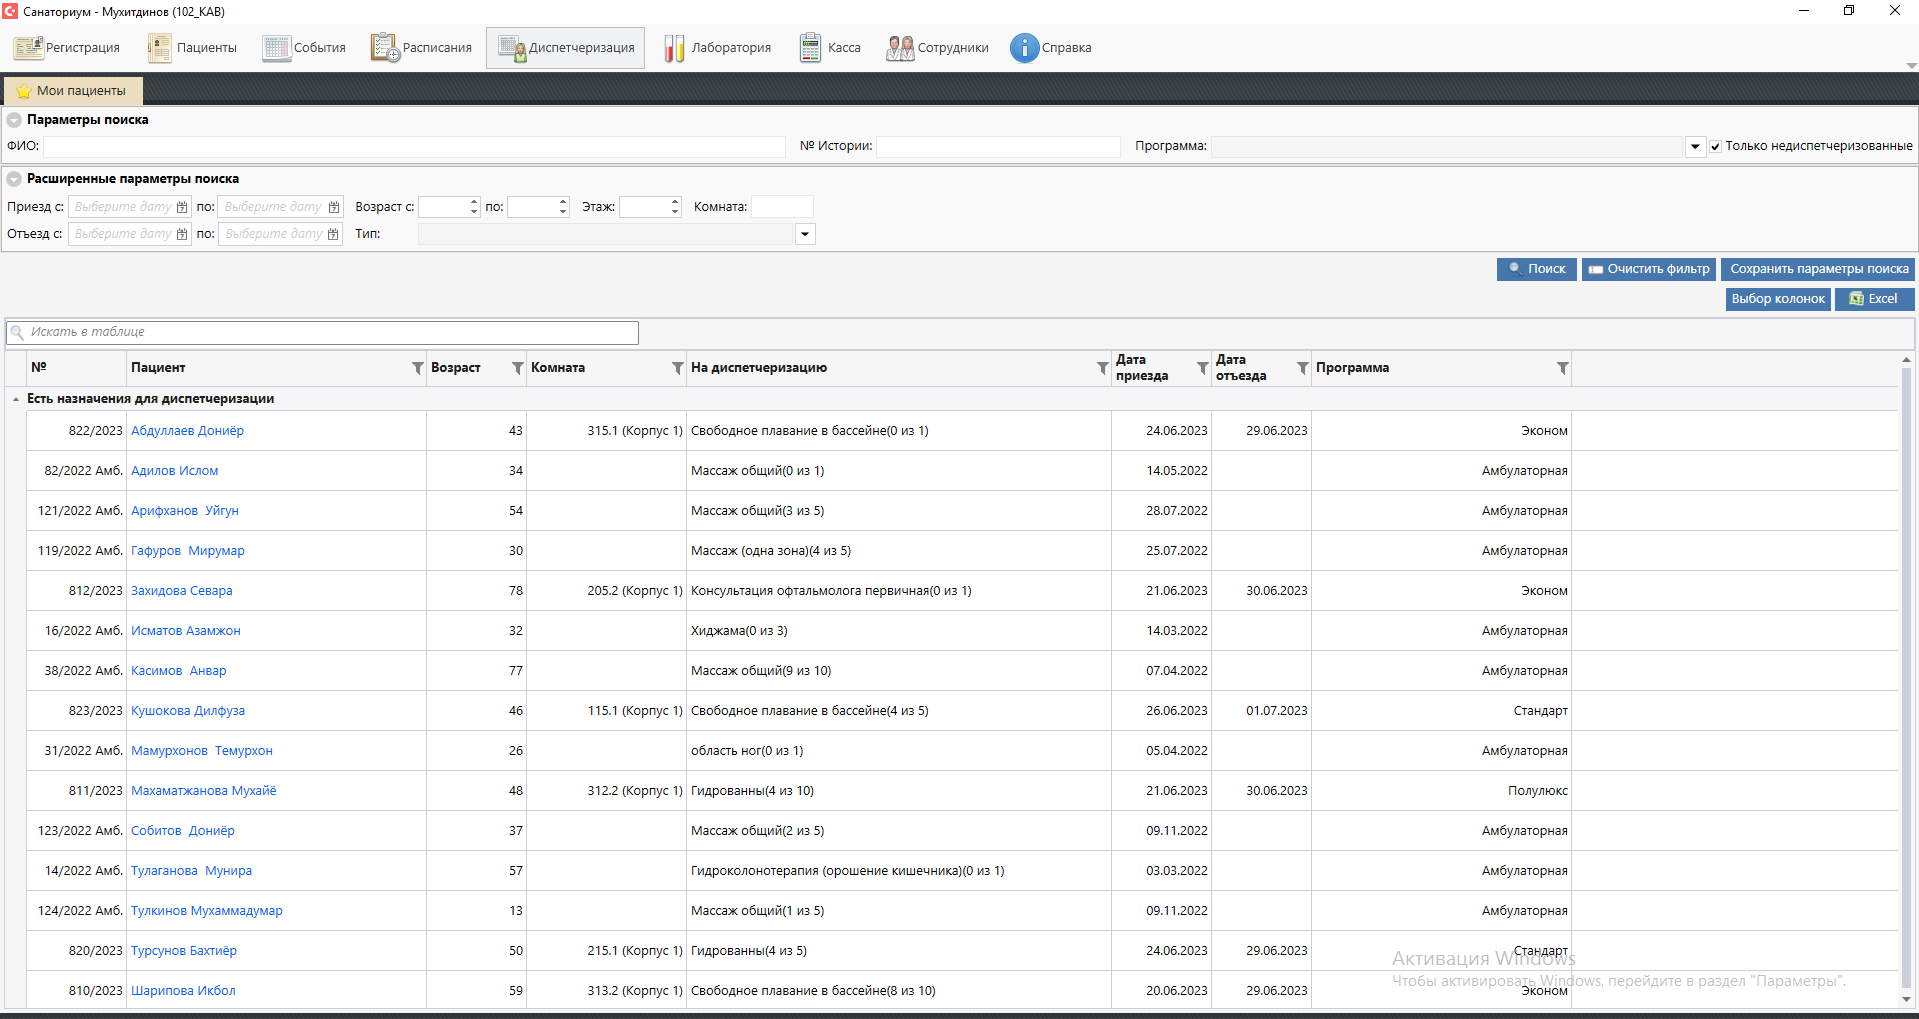 Санаториум - Мухитдинов (102_КАВ)
Регистрация Пациенты События Расписания Диспетчеризация Лаборатория Касса Сотрудники Справка
Мои пациенты
Параметры поиска
ФИО: № Истории: Программа: Только недиспетчеризованные
Расширенные параметры поиска
Приезд с: Выберите дату по: Выберите дату Возраст с: по: Этаж: Комната:
Отъезд с: Выберите дату по: Выберите дату Тип:
Поиск Очистить фильтр Сохранить параметры поиска
Выбор колонок Excel
Искать в таблице
№ Пациент Возраст Комната На диспетчеризацию Дата приезда Дата отъезда Программа
Есть назначения для диспетчеризации
822/2023 Абдуллаев Дониёр 43 315.1 (Корпус 1) Свободное плавание в бассейне(0 из 1) 24.06.2023 29.06.2023 Эконом
82/2022 Амб. Адилов Ислом 34 Массаж общий(0 из 1) 14.05.2022 Амбулаторная
121/2022 Амб. Арифханов Уйгун 54 Массаж общий(3 из 5) 28.07.2022 Амбулаторная
119/2022 Амб. Гафуров Мирумар 30 Массаж (одна зона)(4 из 5) 25.07.2022 Амбулаторная
812/2023 Захидова Севара 78 205.2 (Корпус 1) Консультация офтальмолога первичная(0 из 1) 21.06.2023 30.06.2023 Эконом
16/2022 Амб. Исматов Азамжон 32 Хиджама(0 из 3) 14.03.2022 Амбулаторная
38/2022 Амб. Касимов Анвар 77 Массаж общий(9 из 10) 07.04.2022 Амбулаторная
823/2023 Кушокова Дилфуза 46 115.1 (Корпус 1) Свободное плавание в бассейне(4 из 5) 26.06.2023 01.07.2023 Стандарт
31/2022 Амб. Мамурхонов Темурхон 26 область ног(0 из 1) 05.04.2022 Амбулаторная
811/2023 Махаматжанова Мухайё 48 312.2 (Корпус 1) Гидрованны(4 из 10) 21.06.2023 30.06.2023 Полулюкс
123/2022 Амб. Собитов Дониёр 37 Массаж общий(2 из 5) 09.11.2022 Амбулаторная
14/2022 Амб. Тулаганова Мунира 57 Гидроколонотерапия (орошение кишечника)(0 из 1) 03.03.2022 Амбулаторная
124/2022 Амб. Тулкинов Мухаммадумар 13 Массаж общий(1 из 5) 09.11.2022 Амбулаторная
820/2023 Турсунов Бахтиёр 50 215.1 (Корпус 1) Гидрованны(4 из 5) 24.06.2023 29.06.2023 Стандарт
Активация Windows
Чтобы активировать Windows, перейдите в раздел "Параметры".
810/2023 Шарипова Икбол 59 313.2 (Корпус 1) Свободное плавание в бассейне(8 из 10) 20.06.2023 29.06.2023 Эконом